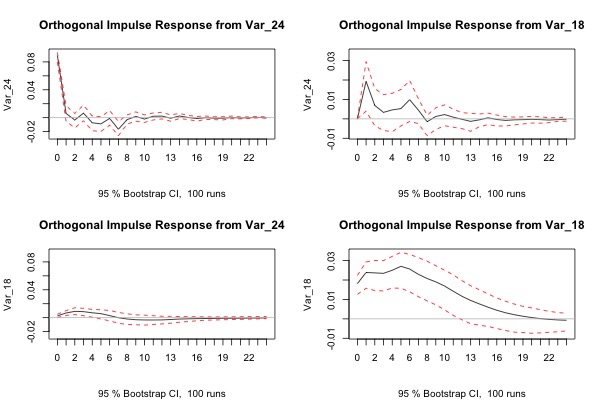 Orthogonal Impulse Response from Var_24
Var_24
0.08
0.04
-0.02
0 2 4 6 8 10 13 16 19 22
95 % Bootstrap CI, 100 runs
Orthogonal Impulse Response from Var_18
Var_24
0.03
0.01
-0.01
0 2 4 6 8 10 13 16 19 22
95 % Bootstrap CI, 100 runs
Orthogonal Impulse Response from Var_24
Var_18
0.08
0.04
-0.02
0 2 4 6 8 10 13 16 19 22
95 % Bootstrap CI, 100 runs
Orthogonal Impulse Response from Var_18
Var_18
0.03
0.01
-0.01
0 2 4 6 8 10 13 16 19 22
95 % Bootstrap CI, 100 runs